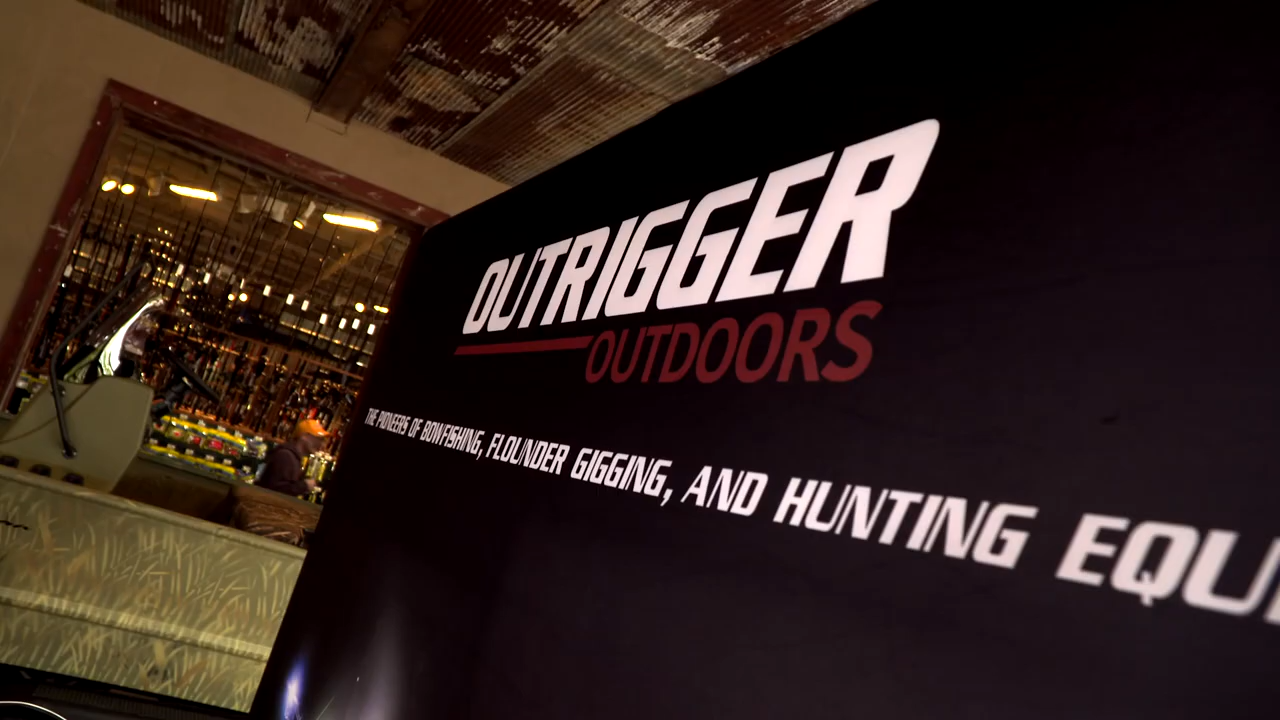 OUTRIGGER
OUTDOORS
THE PIONEERS OF BOWFISHING, FLOUNDER GIGGING, AND HUNTING EQU